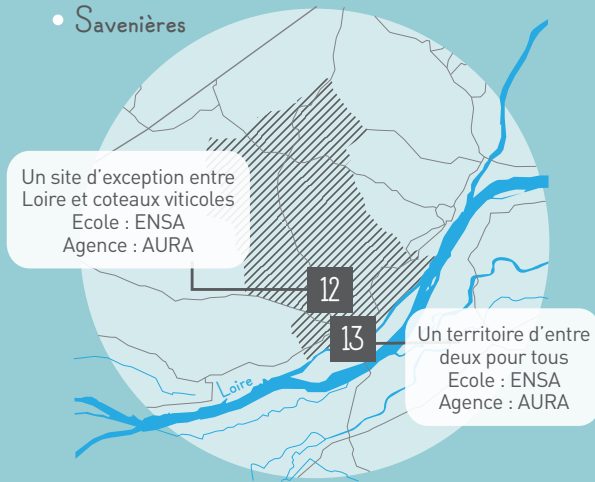 • Savenières
Un site d'exception entre
Loire et coteaux viticoles
Ecole : ENSA
Agence : AURA
12
13
Un territoire d'entre
deux pour tous
Ecole : ENSA
Agence : AURA
Loire